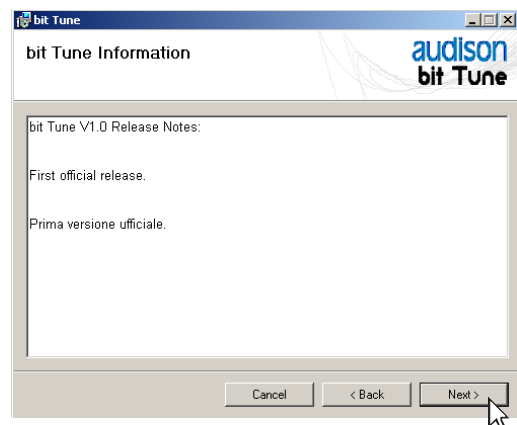 bit Tune
bit Tune Information
audison
bit Tune
bit Tune V1.0 Release Notes:
First official release.
Prima versione ufficiale.
Cancel
< Back
Next >